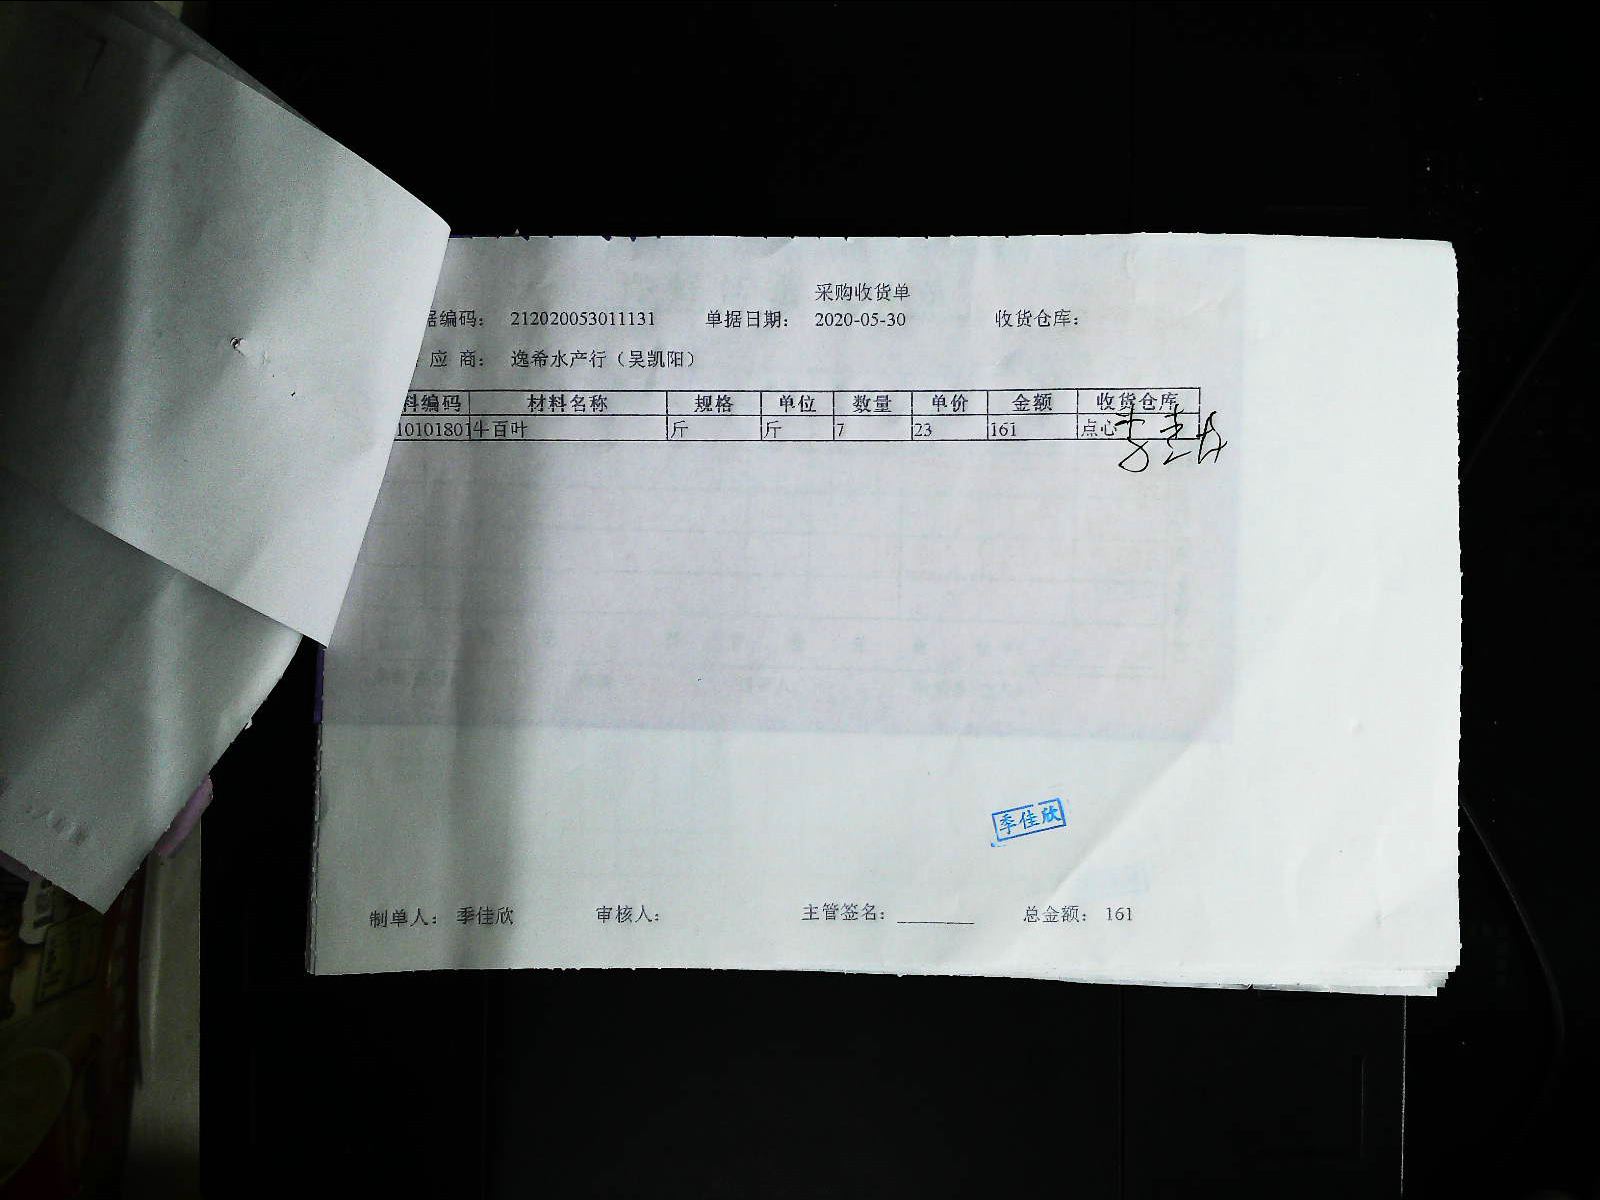 采购收货单
据编码： 212020053011131 单据日期： 2020-05-30 收货仓库：
应 商： 逸希水产行（吴凯阳）
料编码 材料名称 规格 单位 数量 单价 金额 收货仓库
10101801 牛百叶 斤 斤 7 23 161 点心
季佳欣
制单人： 季佳欣 审核人： 主管签名： 总金额： 161